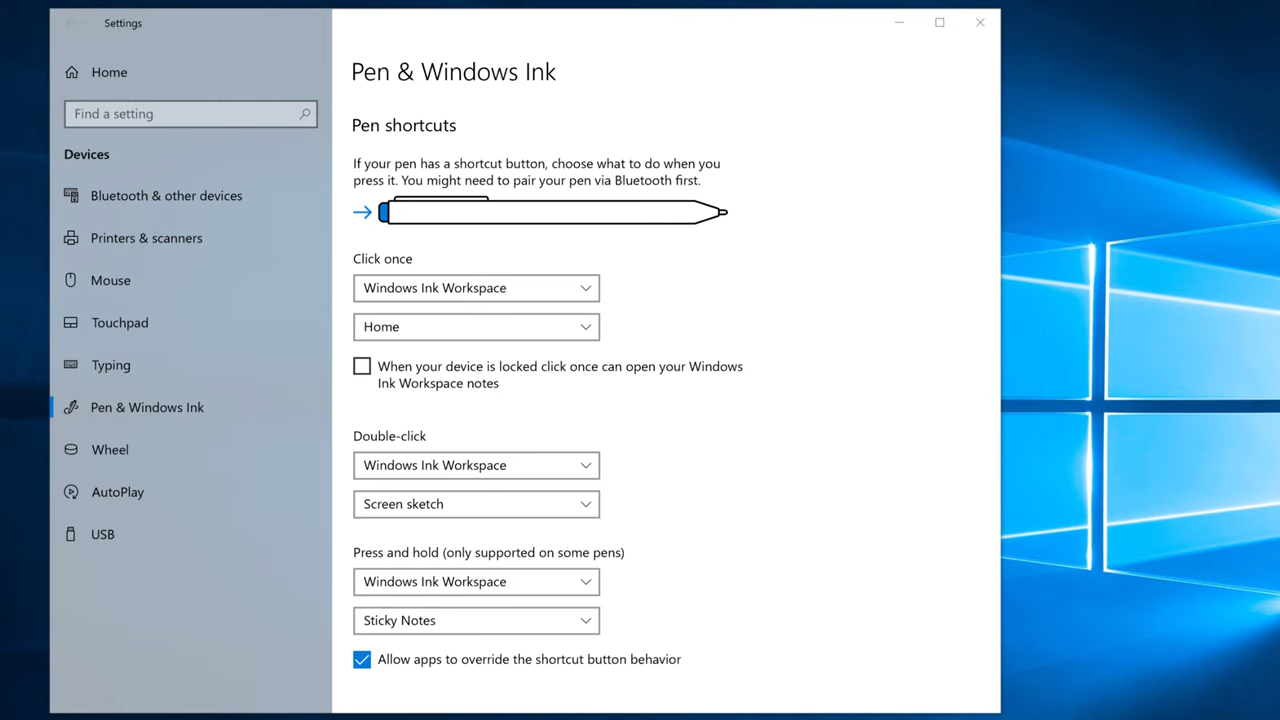 Settings
Home
Find a setting
Devices
Bluetooth & other devices
Printers & scanners
Mouse
Touchpad
Typing
Pen & Windows Ink
Wheel
AutoPlay
USB
Pen & Windows Ink
Pen shortcuts
If your pen has a shortcut button, choose what to do when you
press it. You might need to pair your pen via Bluetooth first.
Click once
Windows Ink Workspace
Home
When your device is locked click once can open your Windows
Ink Workspace notes
Double-click
Windows Ink Workspace
Screen sketch
Press and hold (only supported on some pens)
Windows Ink Workspace
Sticky Notes
Allow apps to override the shortcut button behavior